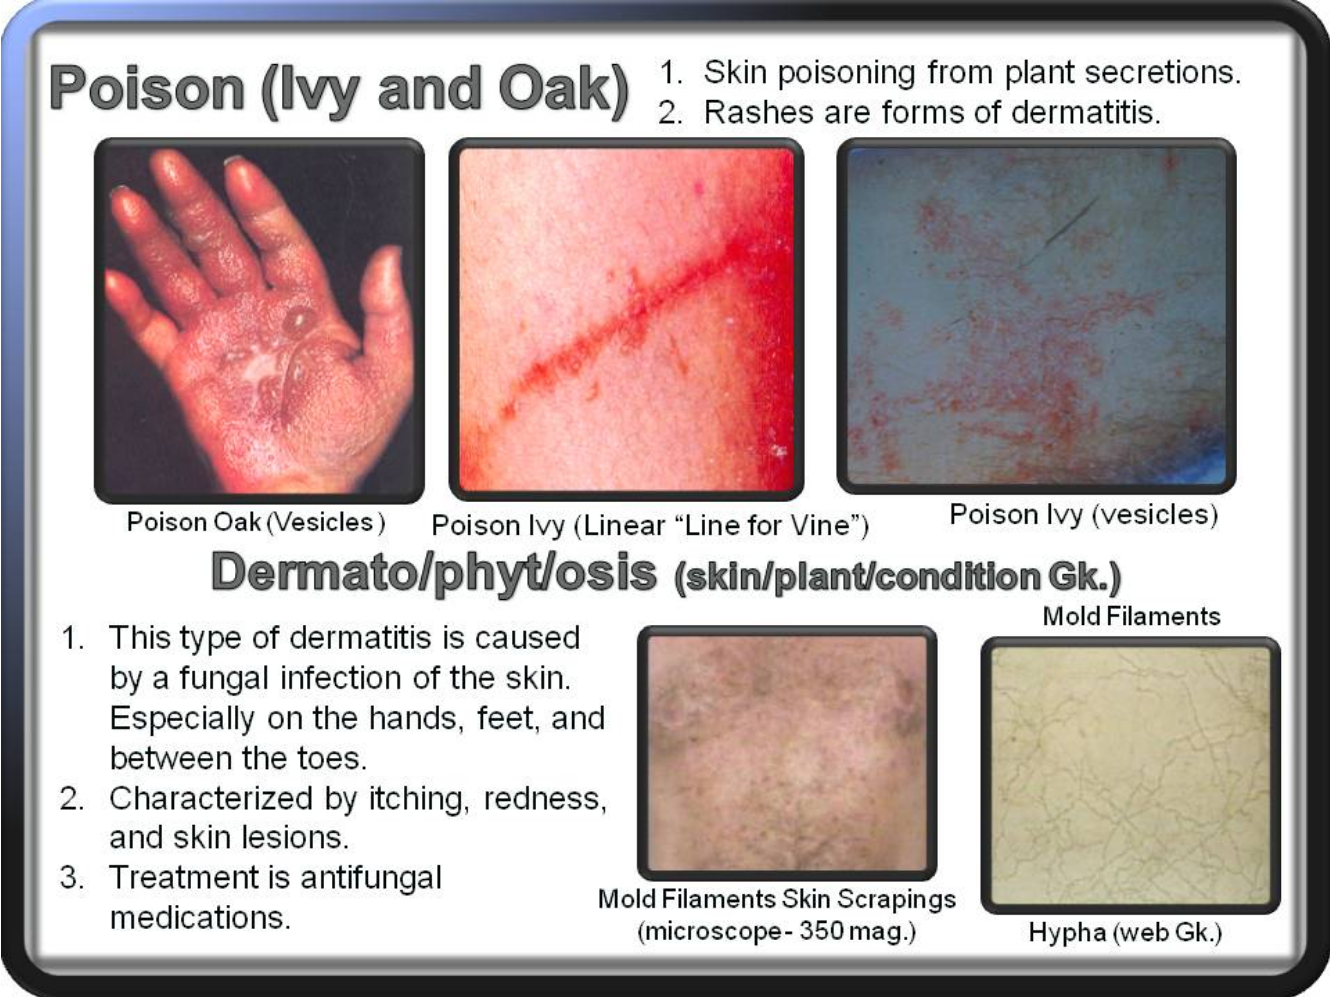 Poison (Ivy and Oak)
1. Skin poisoning from plant secretions.
2. Rashes are forms of dermatitis.
Poison Oak (Vesicles)
Poison Ivy (Linear “Line for Vine”)
Poison Ivy (vesicles)
Dermato/phyt/osis (skin/plant/condition Gk.)
1. This type of dermatitis is caused
by a fungal infection of the skin.
Especially on the hands, feet, and
between the toes.
2. Characterized by itching, redness,
and skin lesions.
3. Treatment is antifungal
medications.
Mold Filaments Skin Scrapings
(microscope- 350 mag.)
Mold Filaments
Hypha (web Gk.)